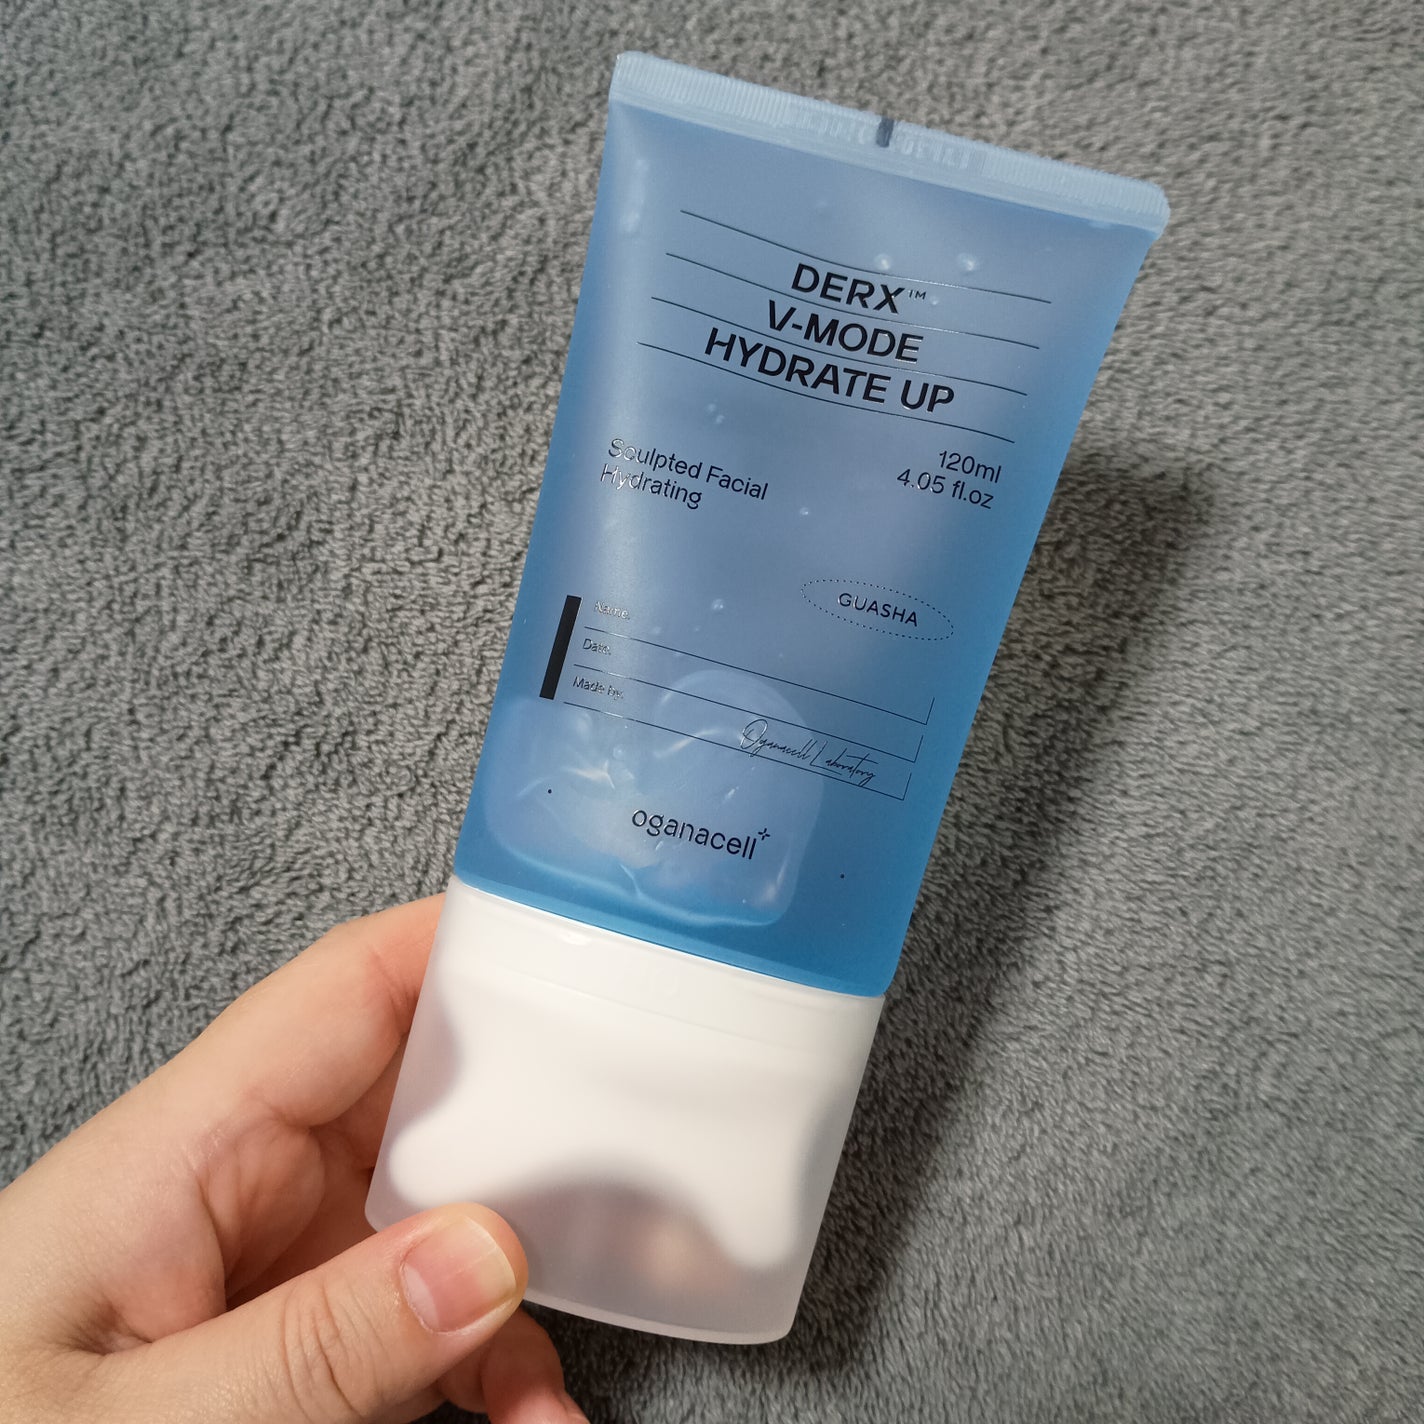 DERX™
V-MODE
HYDRATE UP
Sculpted Facial
Hydrating
120ml
4.05 fl.oz
GUASHA
Name.
Date.
Made by.
Oganacell Laboratory
oganacell+